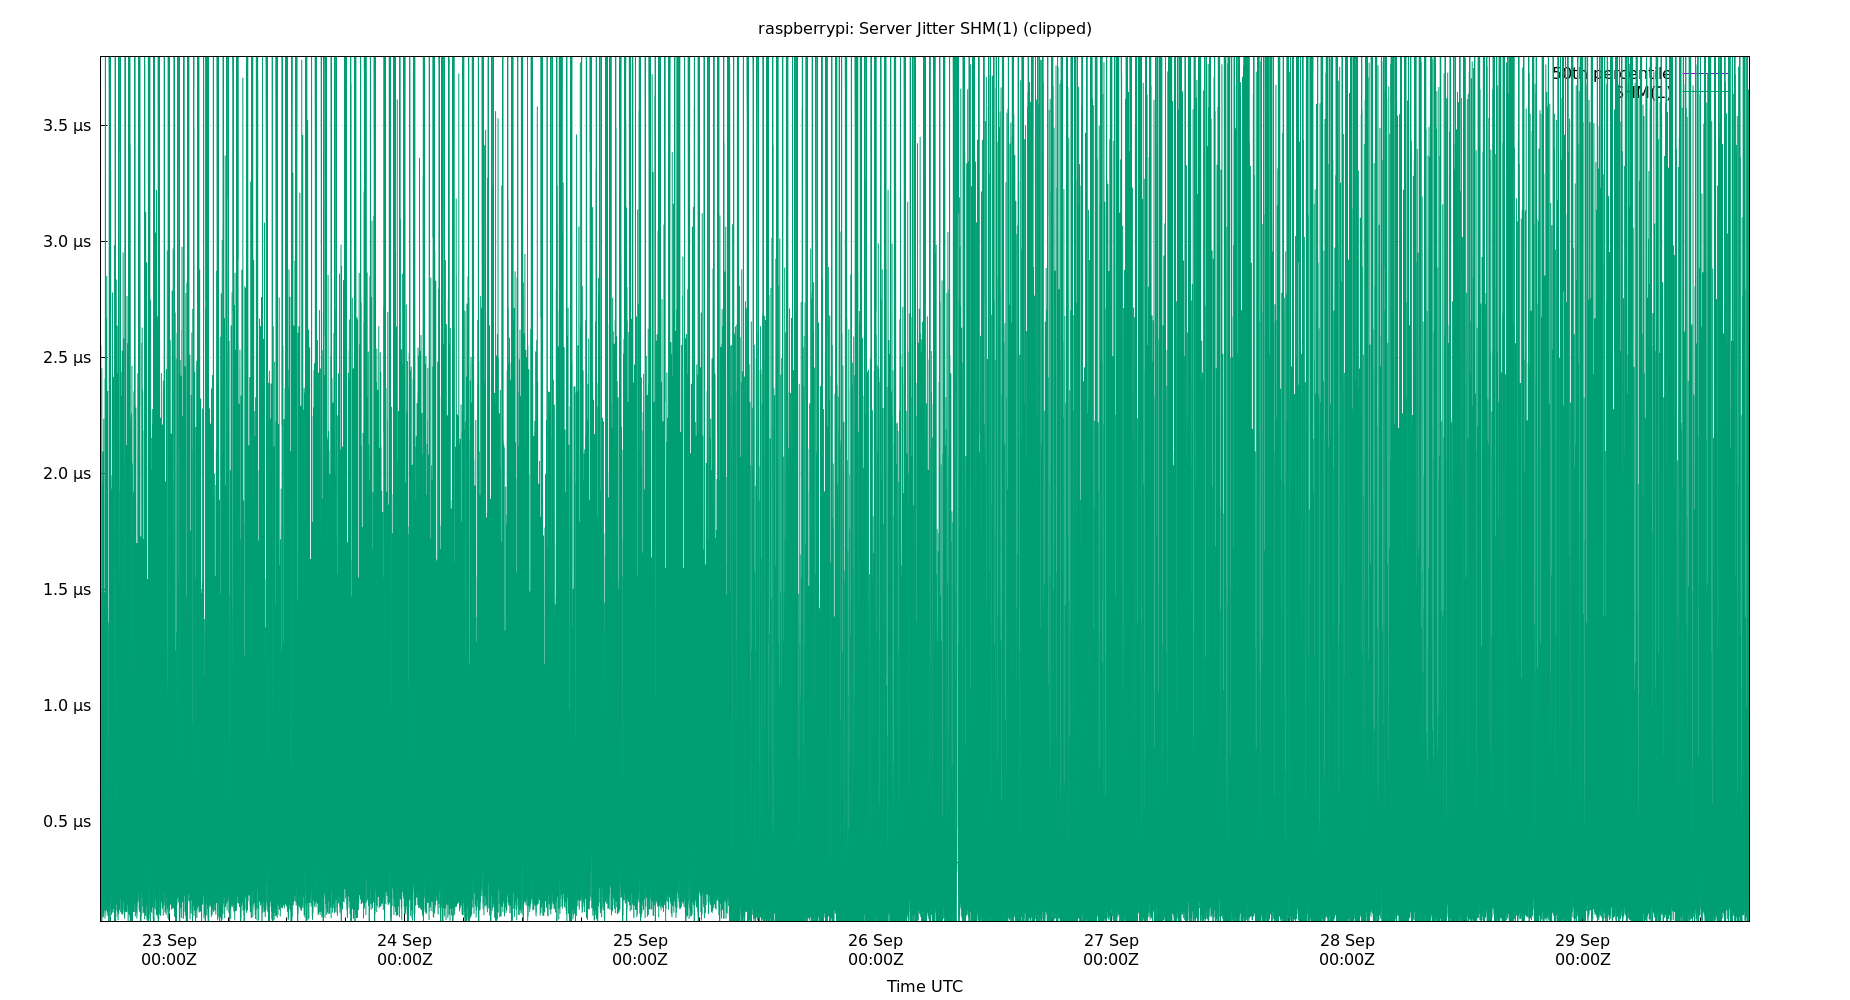 raspberrypi: Server Jitter SHM(1) (clipped)
50th percentile
SHM(1)
3.5 µs
3.0 µs
2.5 µs
2.0 µs
1.5 µs
1.0 µs
0.5 µs
23 Sep 24 Sep 25 Sep 26 Sep 27 Sep 28 Sep 29 Sep
00:00Z 00:00Z 00:00Z 00:00Z 00:00Z 00:00Z 00:00Z
Time UTC